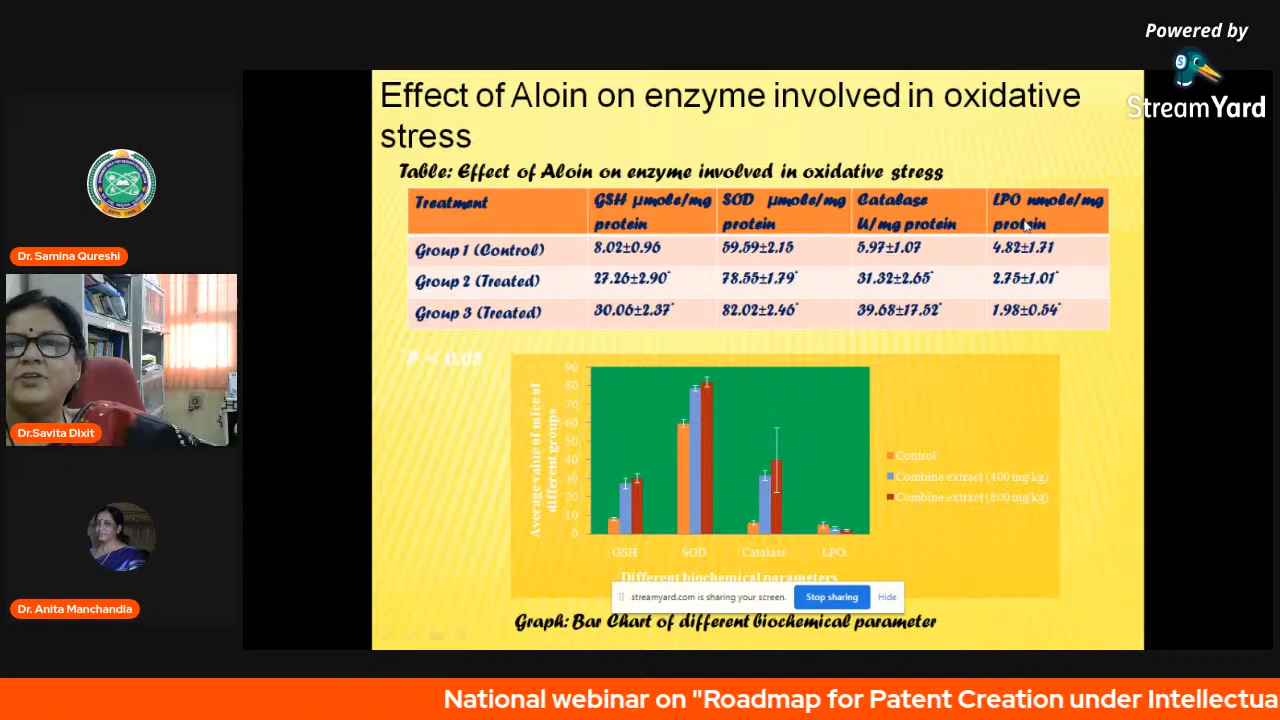 Powered by
StreamYard
Effect of Aloin on enzyme involved in oxidative
stress
Table: Effect of Aloin on enzyme involved in oxidative stress
Treatment GSH μmole/mg protein SOD μmole/mg protein Catalase U/mg protein LPO nmole/mg protein
Group 1 (Control) 8.02±0.96 59.59±2.15 5.97±1.07 4.82±1.71
Group 2 (Treated) 27.26±2.90* 78.55±1.79* 31.32±2.65* 2.75±1.01*
Group 3 (Treated) 30.06±2.37* 82.02±2.46* 39.68±17.52* 1.98±0.54*
P < 0.05
Average value of mice of
different groups
90
80
70
60
50
40
30
20
10
0
GSH SOD Catalase LPO
Different biochemical parameters
Control
Combine extract (400 mg/kg)
Combine extract (800 mg/kg)
streamyard.com is sharing your screen. Stop sharing Hide
Graph: Bar Chart of different biochemical parameter
Dr. Samina Qureshi
Dr.Savita Dixit
Dr. Anita Manchandia
National webinar on "Roadmap for Patent Creation under Intellectua